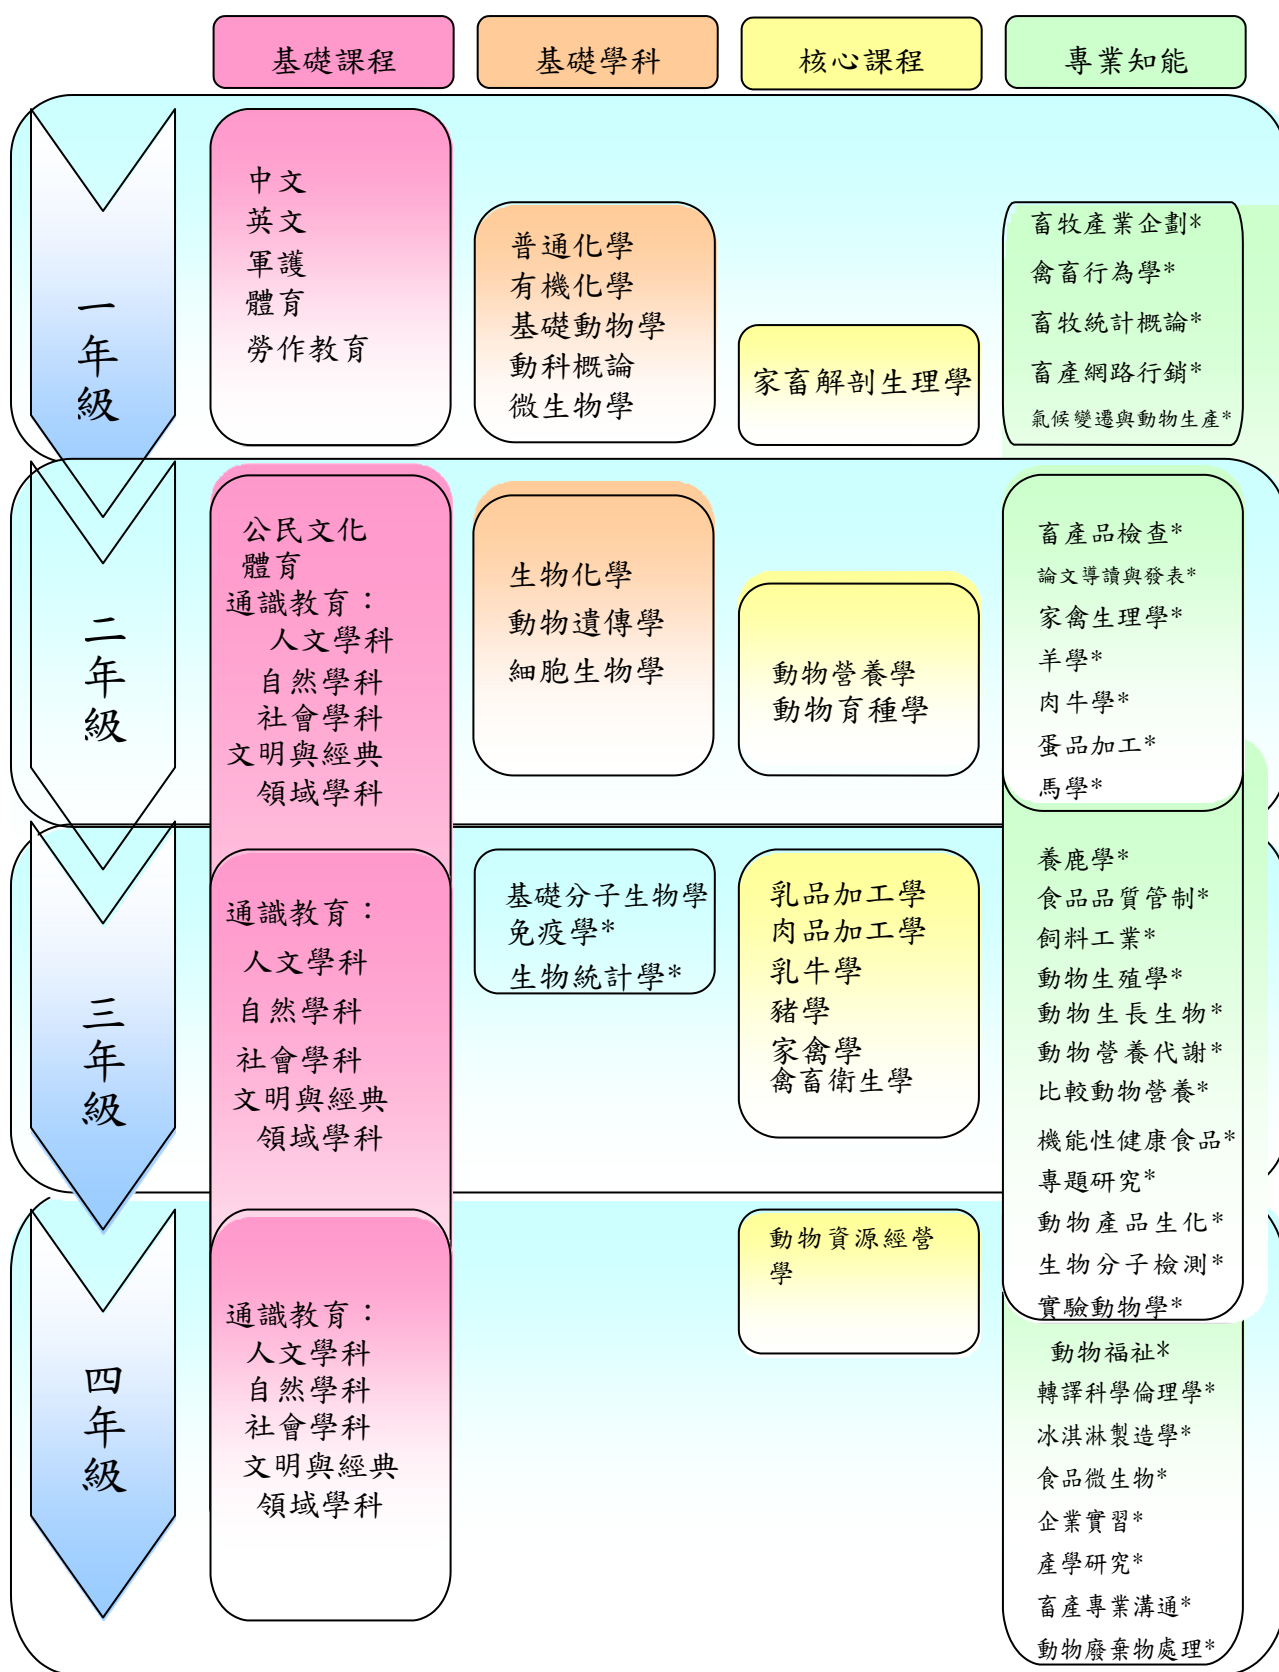 基礎課程
基礎學科
核心課程
專業知能
一年級
中文
英文
軍護
體育
勞作教育
普通化學
有機化學
基礎動物學
動科概論
微生物學
家畜解剖生理學
畜牧產業企劃*
禽畜行為學*
畜牧統計概論*
畜產網路行銷*
氣候變遷與動物生產*
二年級
公民文化
體育
通識教育：
人文學科
自然學科
社會學科
文明與經典
領域學科
生物化學
動物遺傳學
細胞生物學
動物營養學
動物育種學
畜產品檢查*
論文導讀與發表*
家禽生理學*
羊學*
肉牛學*
蛋品加工*
馬學*
三年級
通識教育：
人文學科
自然學科
社會學科
文明與經典
領域學科
基礎分子生物學
免疫學*
生物統計學*
乳品加工學
肉品加工學
乳牛學
豬學
家禽學
禽畜衛生學
養鹿學*
食品品質管制*
飼料工業*
動物生殖學*
動物生長生物*
動物營養代謝*
比較動物營養*
機能性健康食品*
專題研究*
動物產品生化*
生物分子檢測*
實驗動物學*
四年級
通識教育：
人文學科
自然學科
社會學科
文明與經典
領域學科
動物資源經營
學
動物福祉*
轉譯科學倫理學*
冰淇淋製造學*
食品微生物*
企業實習*
產學研究*
畜產專業溝通*
動物廢棄物處理*